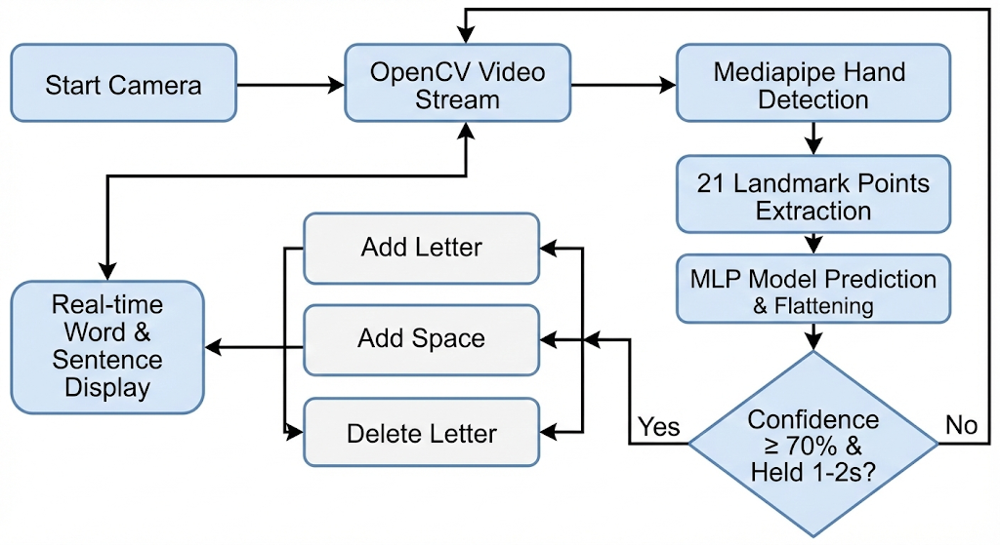 Start Camera
OpenCV Video
Stream
Mediapipe Hand
Detection
21 Landmark Points
Extraction
MLP Model Prediction
& Flattening
Confidence
≥ 70% &
Held 1-2s?
Yes
No
Add Letter
Add Space
Delete Letter
Real-time
Word &
Sentence
Display